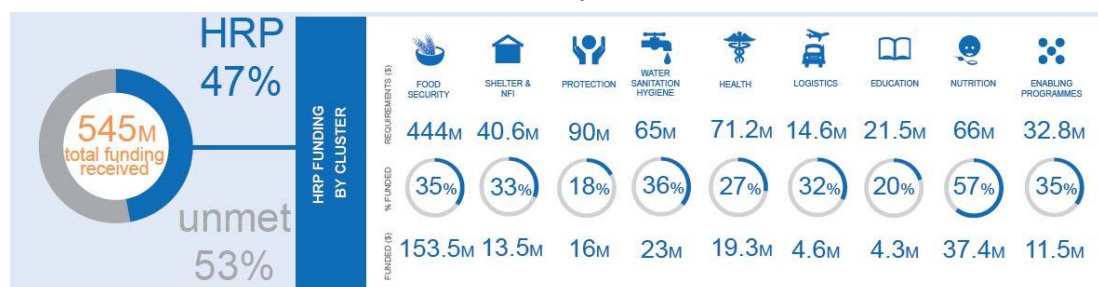 HRP
47%
545M
total funding
received
unmet
53%
HRP FUNDING
BY CLUSTER
REQUIREMENTS ($)
FOOD
SECURITY
SHELTER &
NFI
PROTECTION
WATER
SANITATION
HYGIENE
HEALTH
LOGISTICS
EDUCATION
NUTRITION
ENABLING
PROGRAMMES
444M 40.6M 90M 65M 71.2M 14.6M 21.5M 66M 32.8M
% FUNDED
35% 33% 18% 36% 27% 32% 20% 57% 35%
FUNDED ($)
153.5M 13.5M 16M 23M 19.3M 4.6M 4.3M 37.4M 11.5M